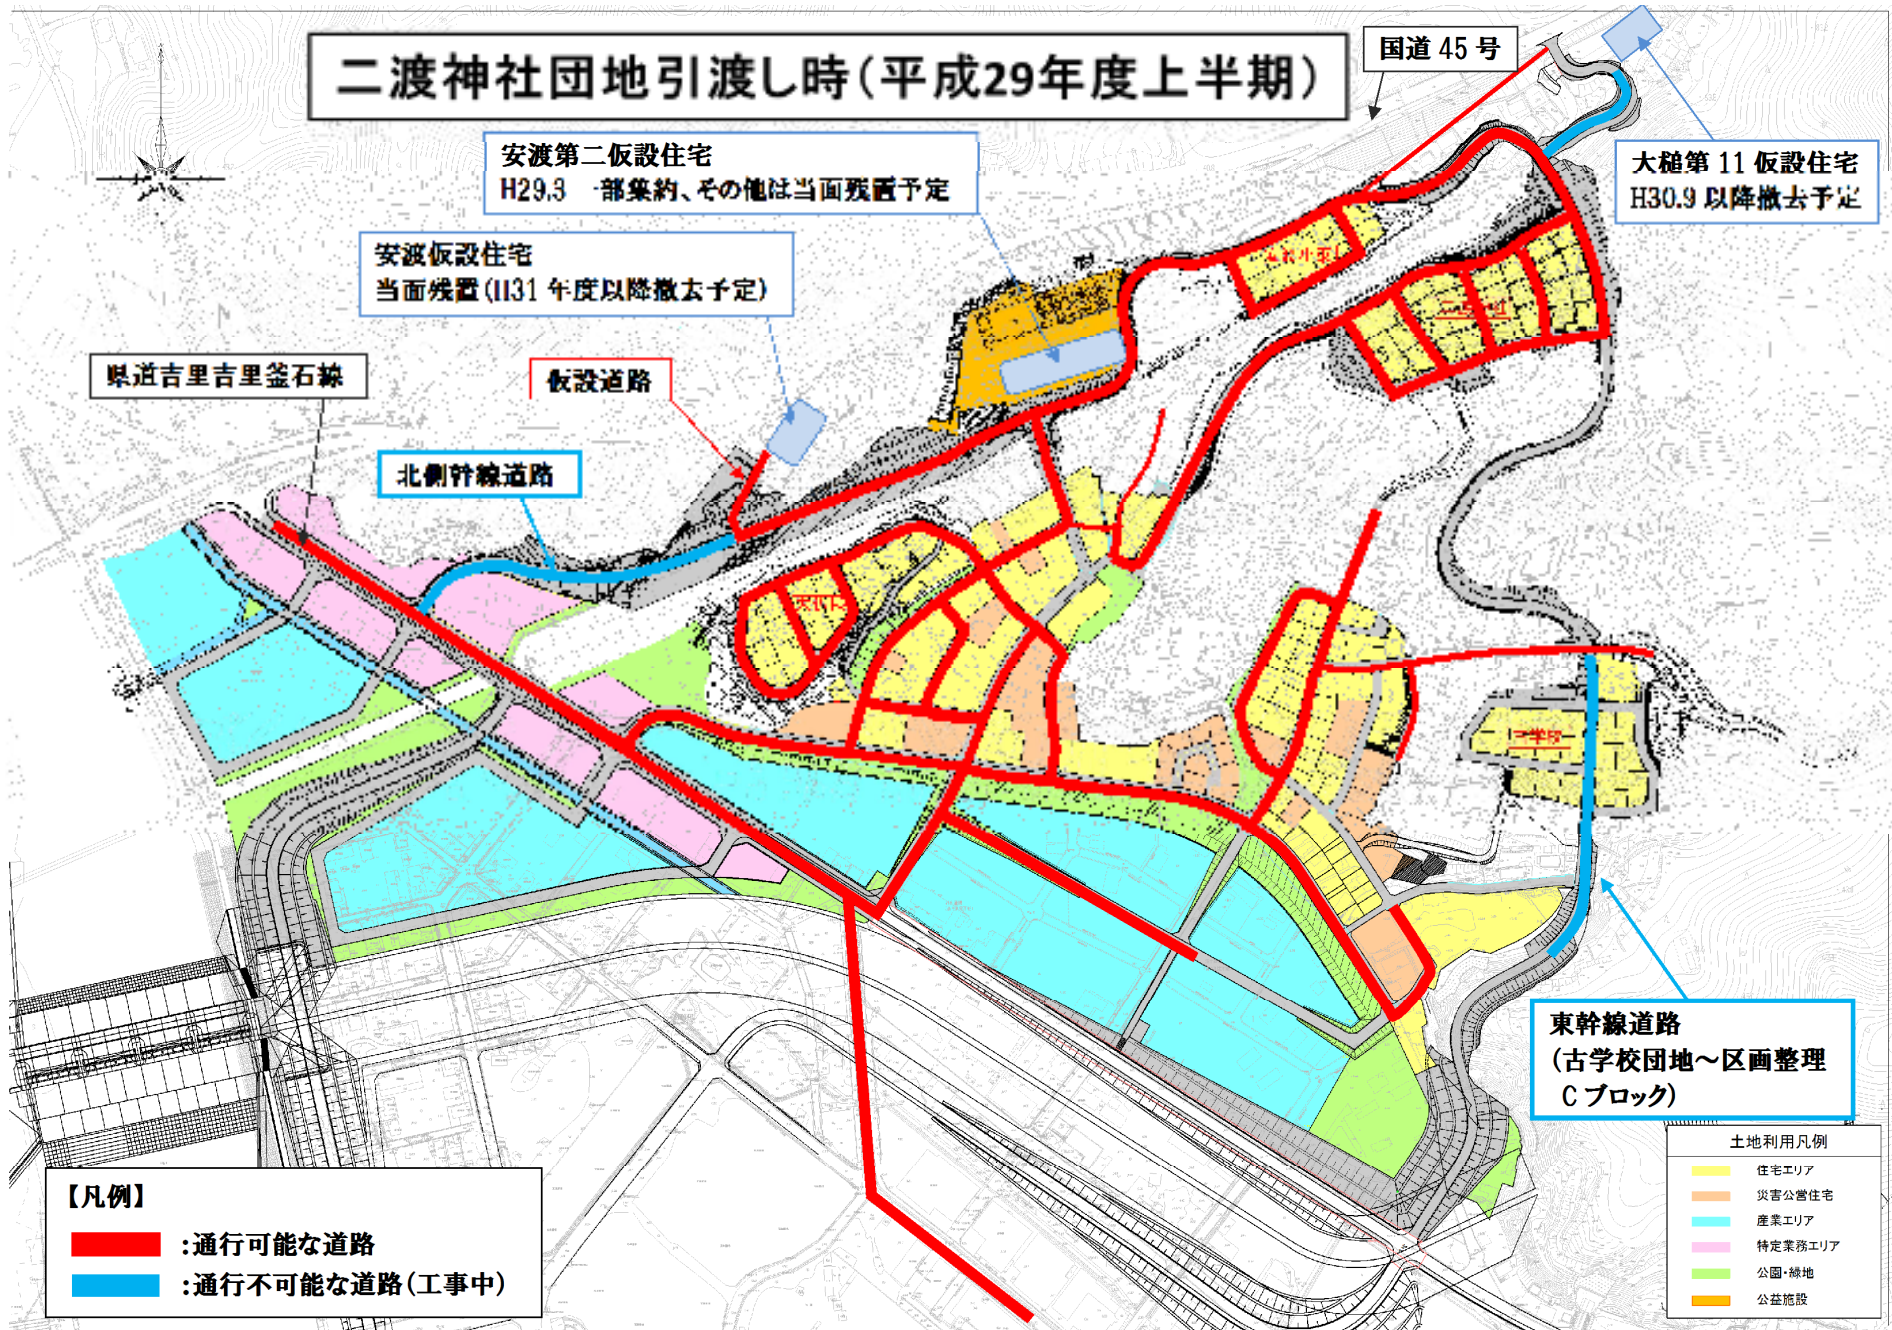 二渡神社団地引渡し時(平成29年度上半期)
国道 45 号
安渡第二仮設住宅
H29.3 一部集約、その他は当面残置予定
大槌第 11 仮設住宅
H30.9 以降撤去予定
安渡仮設住宅
当面残置(H31 年度以降撤去予定)
県道吉里吉里釜石線
仮設道路
北側幹線道路
東幹線道路
(古学校団地～区画整理
C ブロック)
【凡例】
:通行可能な道路
:通行不可能な道路(工事中)
土地利用凡例
住宅エリア
災害公営住宅
産業エリア
特定業務エリア
公園・緑地
公益施設